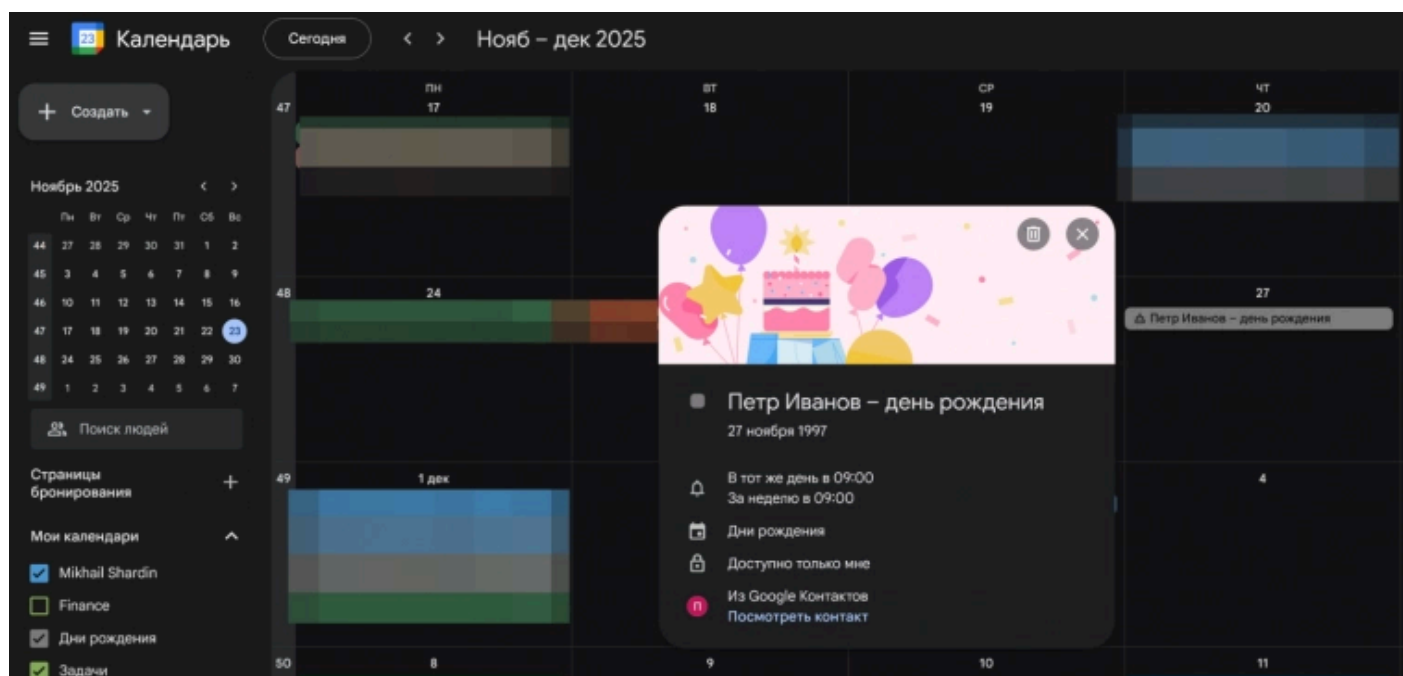 23 Календарь Сегодня < > Нояб – дек 2025
+ Создать
Ноябрь 2025 < >
Пн Вт Ср Чт Пт Сб Вс
44 27 28 29 30 31 1 2
45 3 4 5 6 7 8 9
46 10 11 12 13 14 15 16
47 17 18 19 20 21 22 23
48 24 25 26 27 28 29 30
49 1 2 3 4 5 6 7
Поиск людей
Страницы
бронирования +
Мои календари
Mikhail Shardin
Finance
Дни рождения
Задачи
ПН ВТ СР ЧТ
47 17 18 19 20
48 24 27
Петр Иванов – день рождения
49 1 дек 4
50 8 9 10 11
Петр Иванов – день рождения
27 ноября 1997
В тот же день в 09:00
За неделю в 09:00
Дни рождения
Доступно только мне
П
Из Google Контактов
Посмотреть контакт